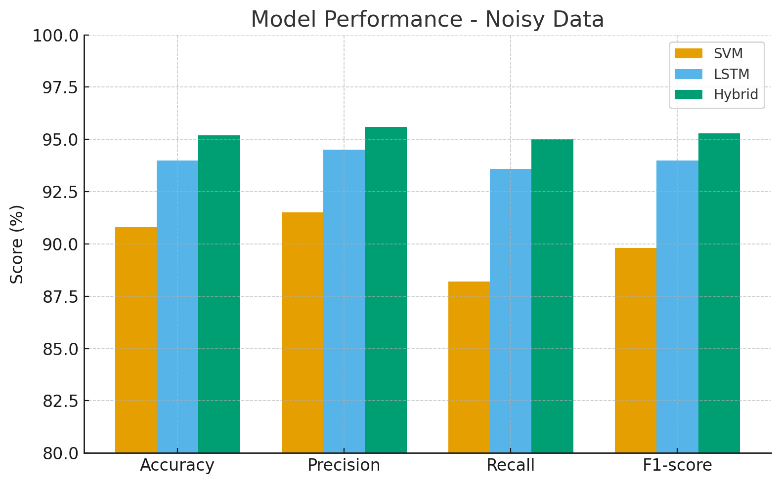 Model Performance - Noisy Data
100.0
97.5
95.0
92.5
90.0
87.5
85.0
82.5
80.0
Score (%)
SVM
LSTM
Hybrid
Accuracy Precision Recall F1-score